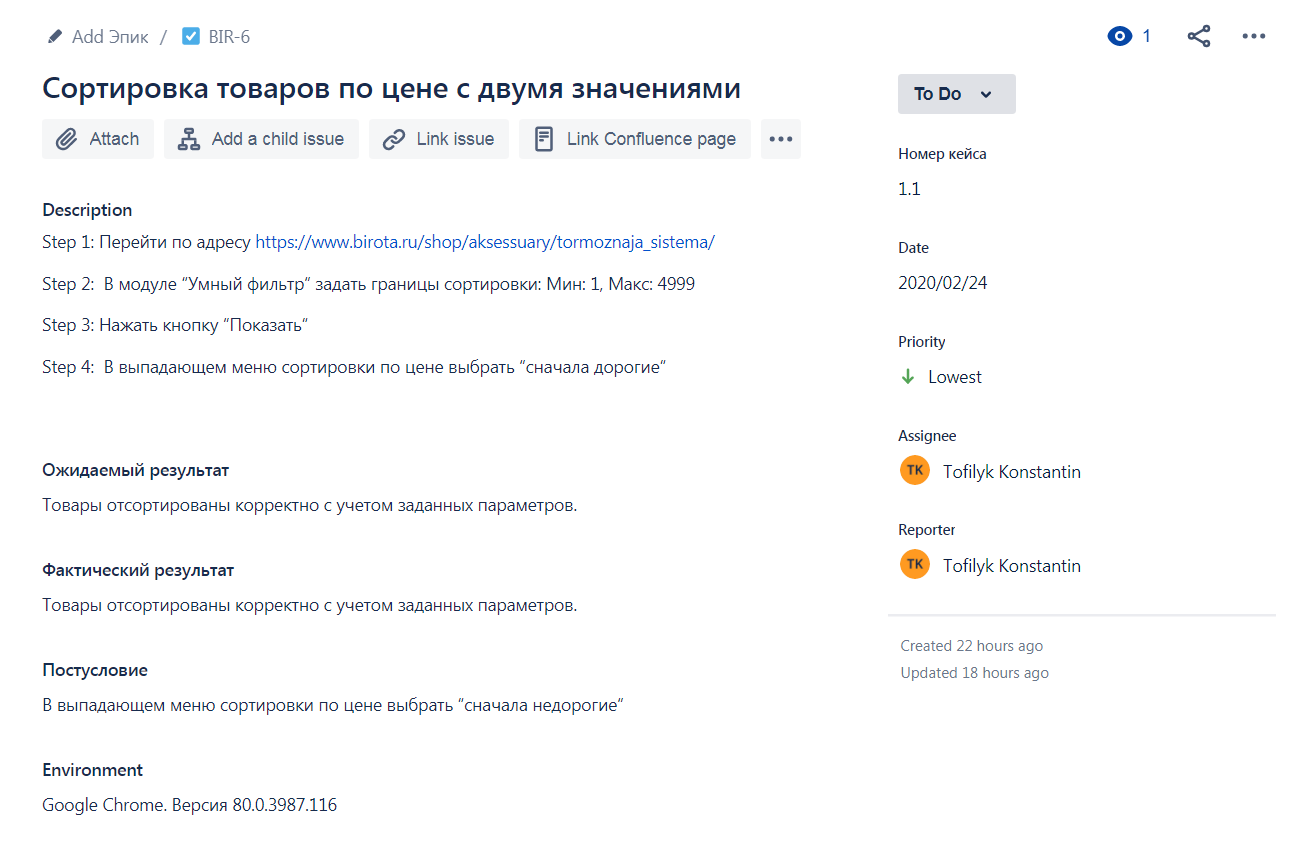 Add Эпик / BIR-6
1
Сортировка товаров по цене с двумя значениями
Attach
Add a child issue
Link issue
Link Confluence page
Description
Step 1: Перейти по адресу https://www.birota.ru/shop/aksessuary/tormoznaja_sistema/
Step 2:  В модуле “Умный фильтр” задать границы сортировки: Мин: 1, Макс: 4999
Step 3: Нажать кнопку “Показать”
Step 4:  В выпадающем меню сортировки по цене выбрать “сначала дорогие”
Ожидаемый результат
Товары отсортированы корректно с учетом заданных параметров.
Фактический результат
Товары отсортированы корректно с учетом заданных параметров.
Постусловие
В выпадающем меню сортировки по цене выбрать “сначала недорогие”
Environment
Google Chrome. Версия 80.0.3987.116
To Do
Номер кейса
1.1
Date
2020/02/24
Priority
Lowest
Assignee
TK Tofilyk Konstantin
Reporter
TK Tofilyk Konstantin
Created 22 hours ago
Updated 18 hours ago